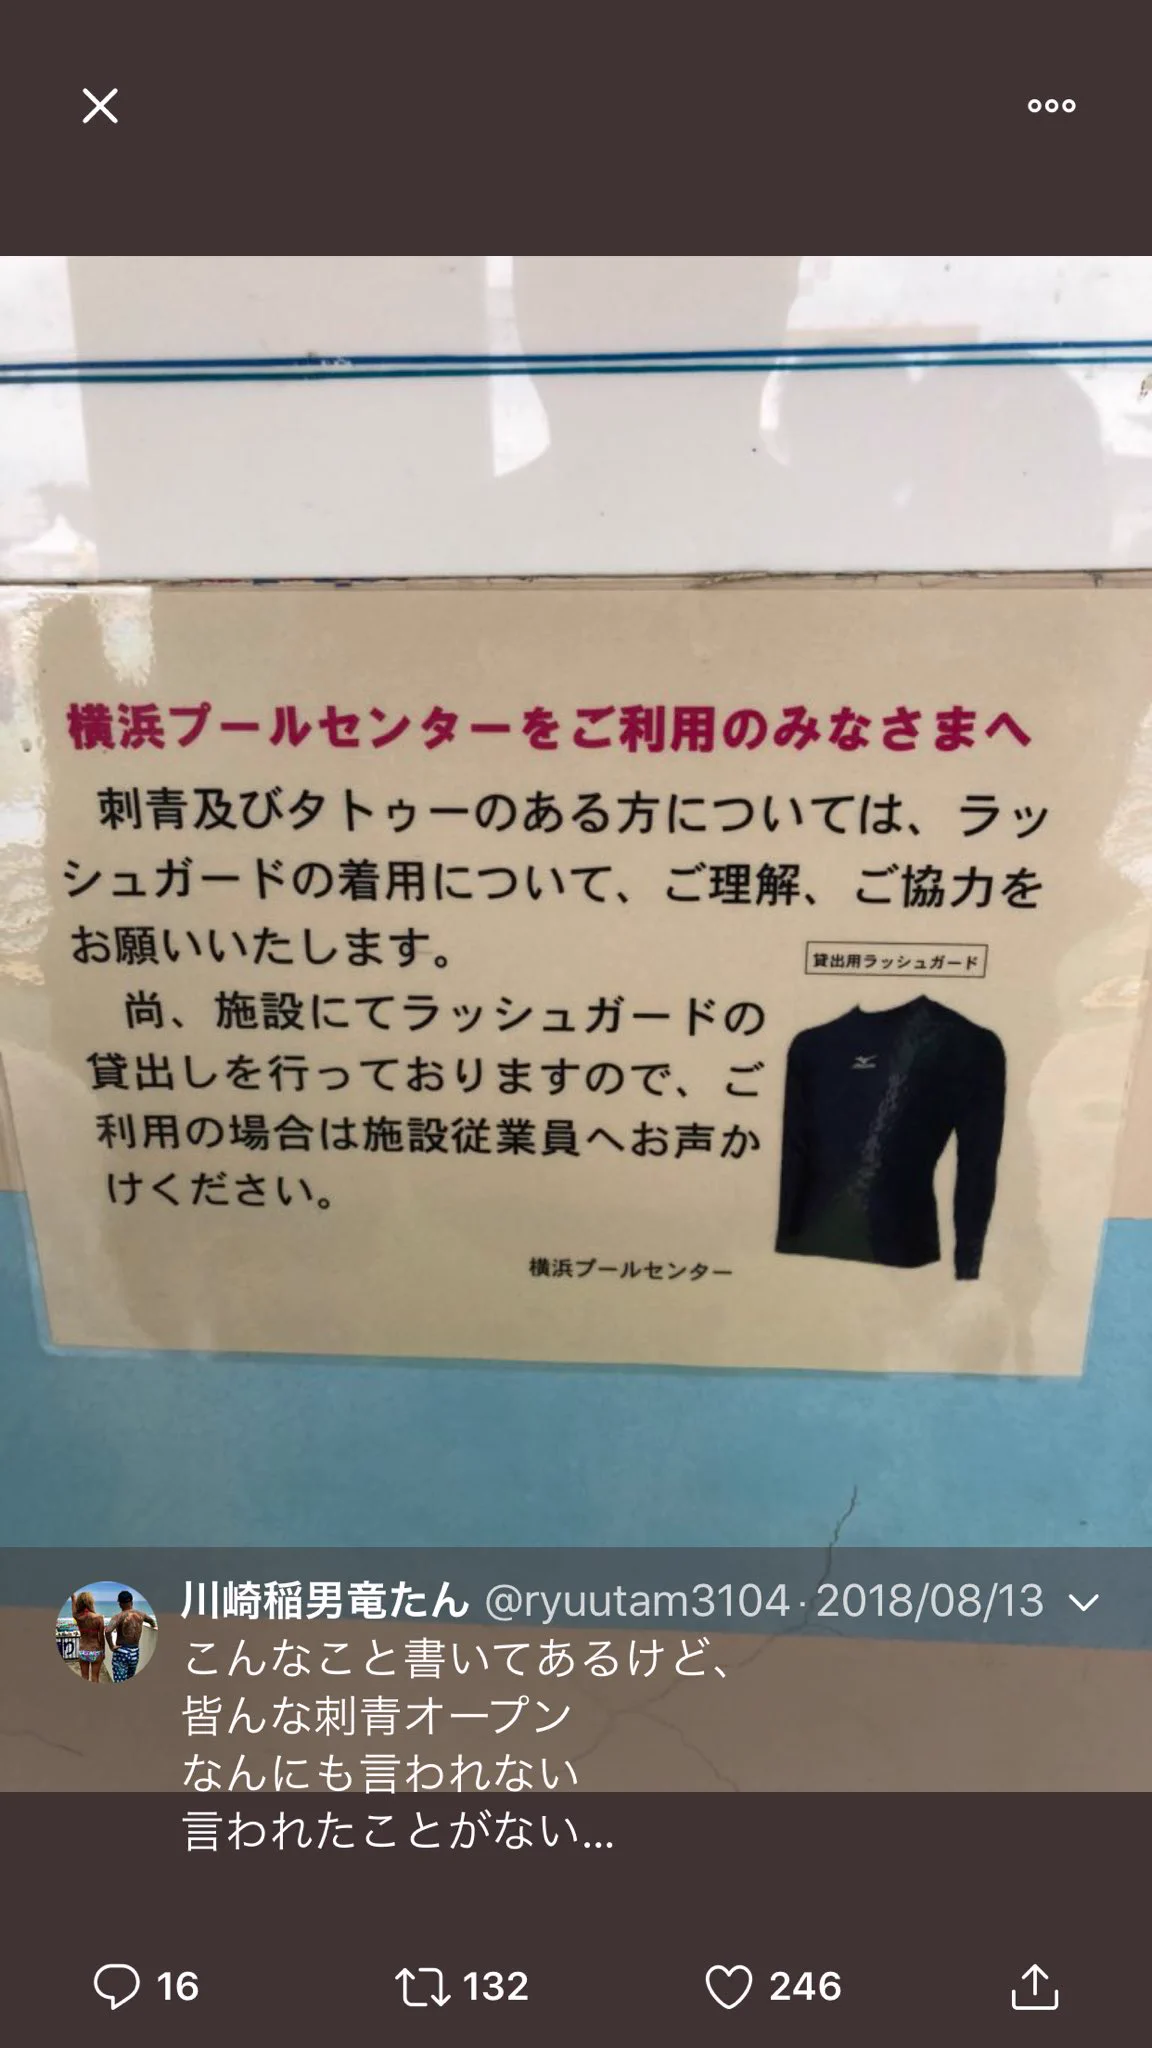 横浜プールセンターをご利用のみなさまへ
刺青及びタトゥーのある方については、ラッ
シュガードの着用について、ご理解、ご協力を
お願いいたします。
貸出用ラッシュガード
尚、施設にてラッシュガードの
貸出しを行っておりますので、ご
利用の場合は施設従業員へお声か
けください。
横浜プールセンター
川崎稲男竜たん @ryuutam3104·2018/08/13
こんなこと書いてあるけど、
皆んな刺青オープン
なんにも言われない
言われたことがない...
16 132 246